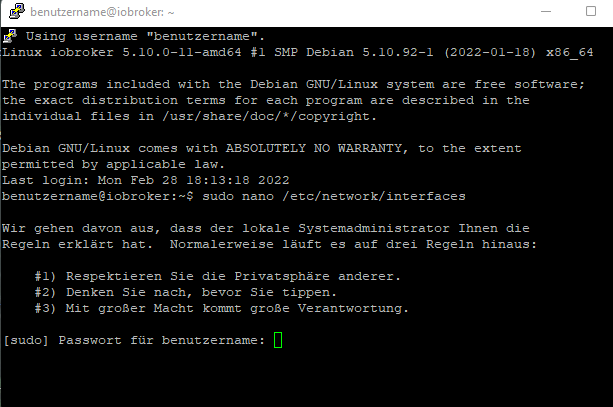 benutzername@iobroker: ~
Using username "benutzername".
Linux iobroker 5.10.0-11-amd64 #1 SMP Debian 5.10.92-1 (2022-01-18) x86_64
The programs included with the Debian GNU/Linux system are free software;
the exact distribution terms for each program are described in the
individual files in /usr/share/doc/*/copyright.
Debian GNU/Linux comes with ABSOLUTELY NO WARRANTY, to the extent
permitted by applicable law.
Last login: Mon Feb 28 18:13:18 2022
benutzername@iobroker:~$ sudo nano /etc/network/interfaces
Wir gehen davon aus, dass der lokale Systemadministrator Ihnen die
Regeln erklärt hat.  Normalerweise läuft es auf drei Regeln hinaus:
#1) Respektieren Sie die Privatsphäre anderer.
#2) Denken Sie nach, bevor Sie tippen.
#3) Mit großer Macht kommt große Verantwortung.
[sudo] Passwort für benutzername: